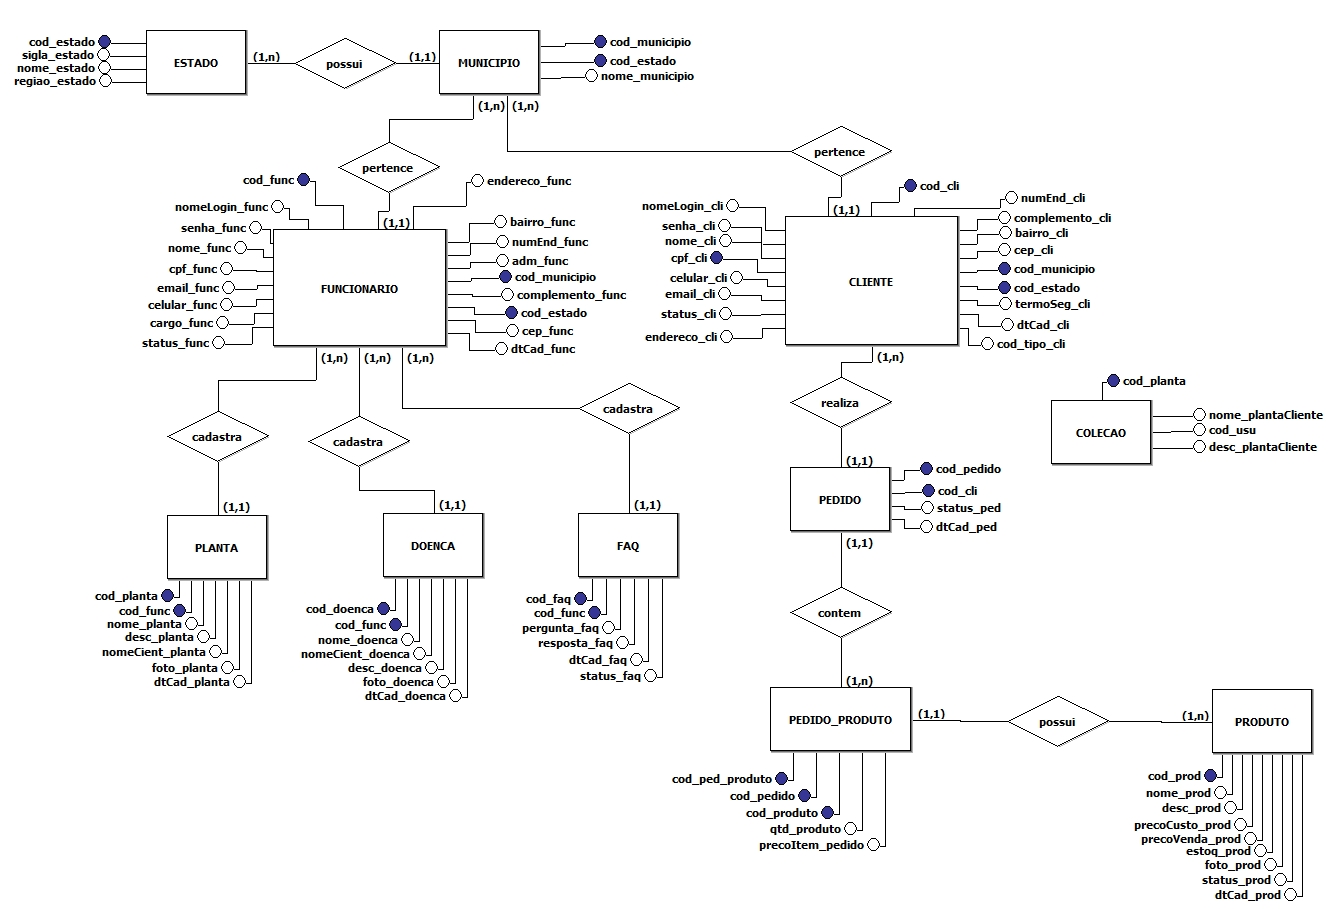 cod_estado
sigla_estado
nome_estado
regiao_estado
ESTADO
(1,n)
possui
(1,1)
MUNICIPIO
cod_municipio
cod_estado
nome_municipio
(1,n)
(1,n)
pertence
pertence
cod_func
nomeLogin_func
senha_func
nome_func
cpf_func
email_func
celular_func
cargo_func
status_func
(1,1)
FUNCIONARIO
endereco_func
bairro_func
numEnd_func
adm_func
cod_municipio
complemento_func
cod_estado
cep_func
dtCad_func
(1,n)
(1,n)
(1,n)
nomeLogin_cli
senha_cli
nome_cli
cpf_cli
celular_cli
email_cli
status_cli
endereco_cli
(1,1)
CLIENTE
cod_cli
numEnd_cli
complemento_cli
bairro_cli
cep_cli
cod_municipio
cod_estado
termoSeg_cli
dtCad_cli
cod_tipo_cli
(1,n)
realiza
cadastra
cadastra
cadastra
cod_planta
COLECAO
nome_plantaCliente
cod_usu
desc_plantaCliente
(1,1)
PEDIDO
cod_pedido
cod_cli
status_ped
dtCad_ped
(1,1)
(1,1)
PLANTA
cod_planta
cod_func
nome_planta
desc_planta
nomeCient_planta
foto_planta
dtCad_planta
(1,1)
DOENCA
cod_doenca
cod_func
nome_doenca
nomeCient_doenca
desc_doenca
foto_doenca
dtCad_doenca
(1,1)
FAQ
cod_faq
cod_func
pergunta_faq
resposta_faq
dtCad_faq
status_faq
contem
(1,n)
PEDIDO_PRODUTO
(1,1)
possui
(1,n)
PRODUTO
cod_ped_produto
cod_pedido
cod_produto
qtd_produto
precoItem_pedido
cod_prod
nome_prod
desc_prod
precoCusto_prod
precoVenda_prod
estoq_prod
foto_prod
status_prod
dtCad_prod